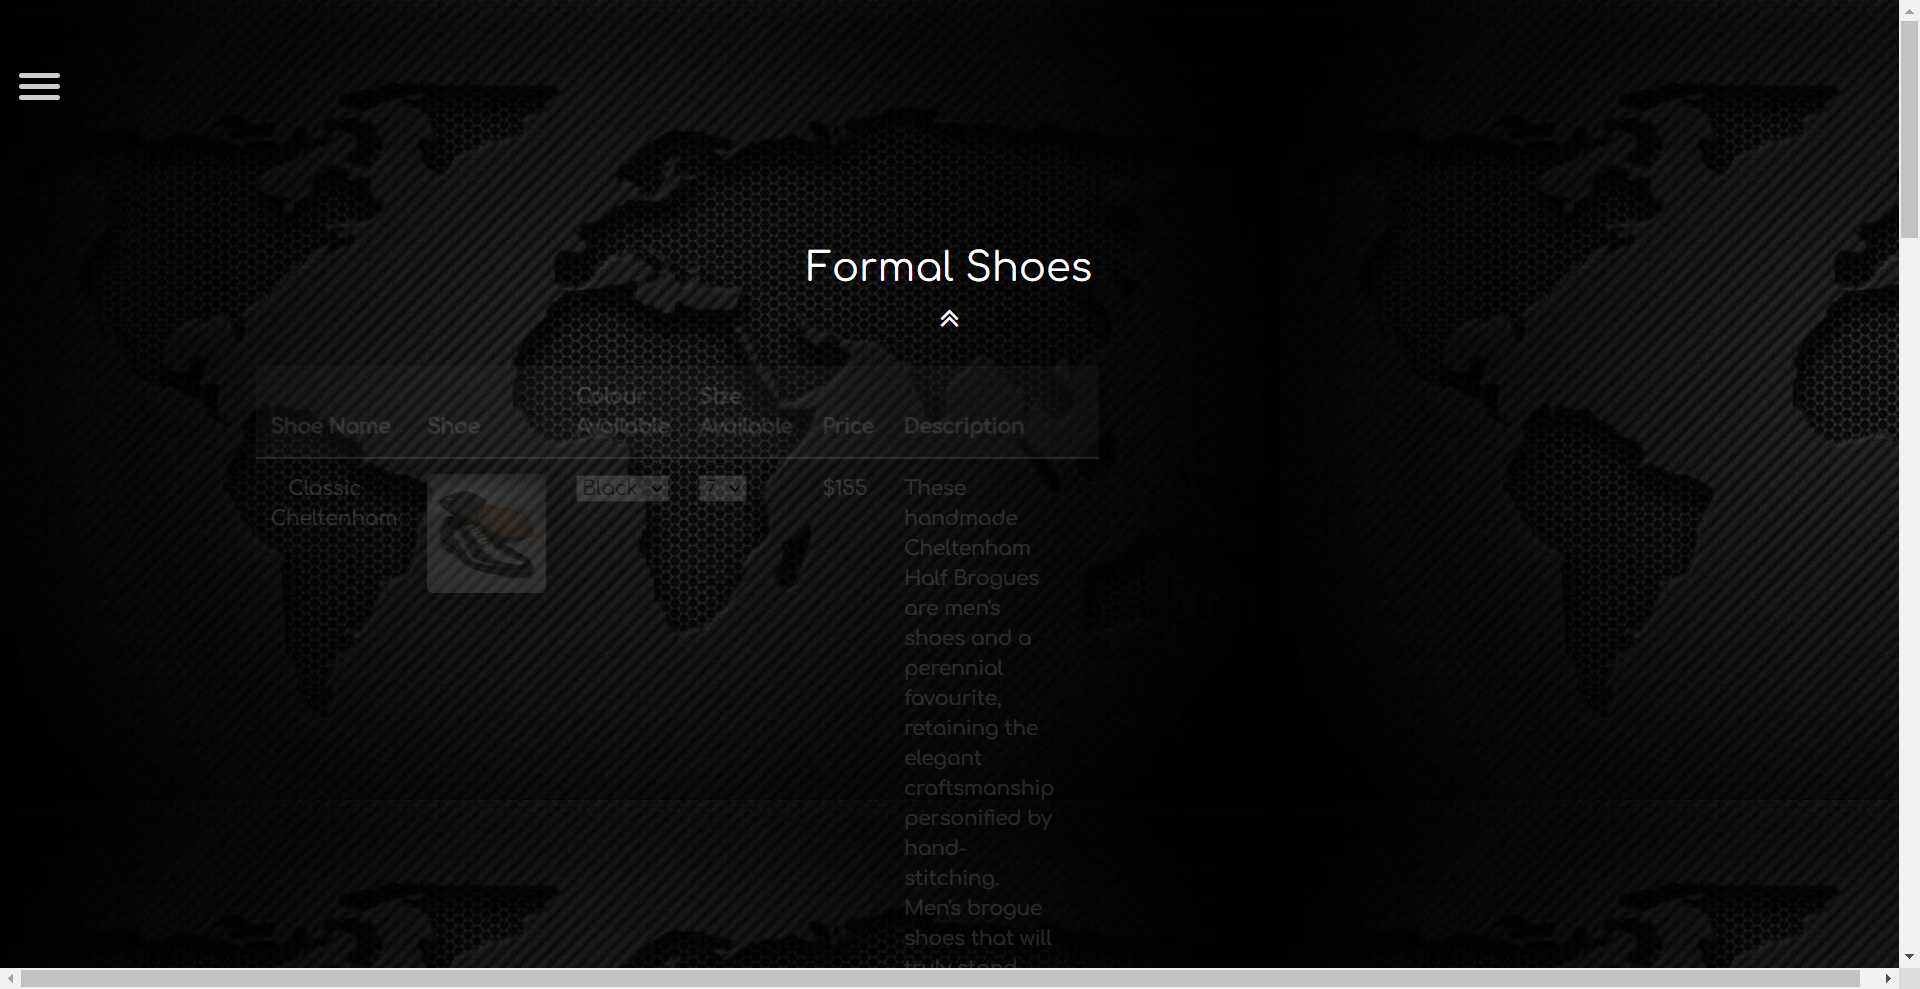 Formal Shoes
Colour Size
Shoe Name Shoe Available Available Price Description
Classic Black 7 $155 These
Cheltenham handmade
Cheltenham
Half Brogues
are men's
shoes and a
perennial
favourite,
retaining the
elegant
craftsmanship
personified by
hand-
stitching.
Men's brogue
shoes that will
truly stand